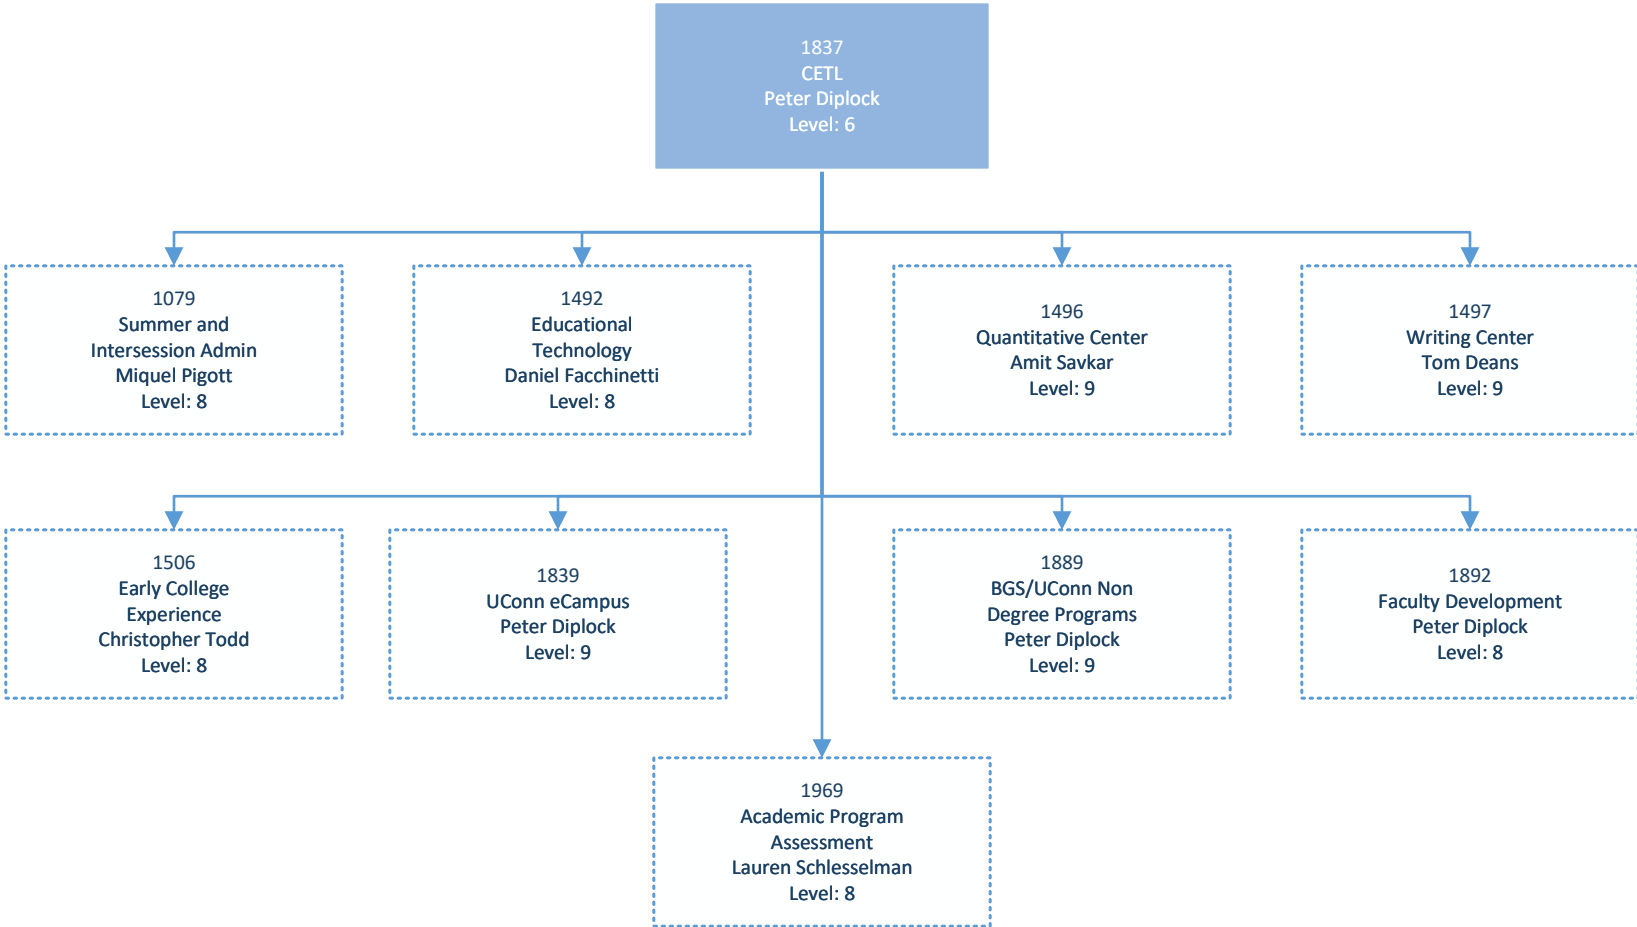 1837
CETL
Peter Diplock
Level: 6
1079
Summer and
Intersession Admin
Miquel Pigott
Level: 8
1492
Educational
Technology
Daniel Facchinetti
Level: 8
1496
Quantitative Center
Amit Savkar
Level: 9
1497
Writing Center
Tom Deans
Level: 9
1506
Early College
Experience
Christopher Todd
Level: 8
1839
UConn eCampus
Peter Diplock
Level: 9
1889
BGS/UConn Non
Degree Programs
Peter Diplock
Level: 9
1892
Faculty Development
Peter Diplock
Level: 8
1969
Academic Program
Assessment
Lauren Schlesselman
Level: 8